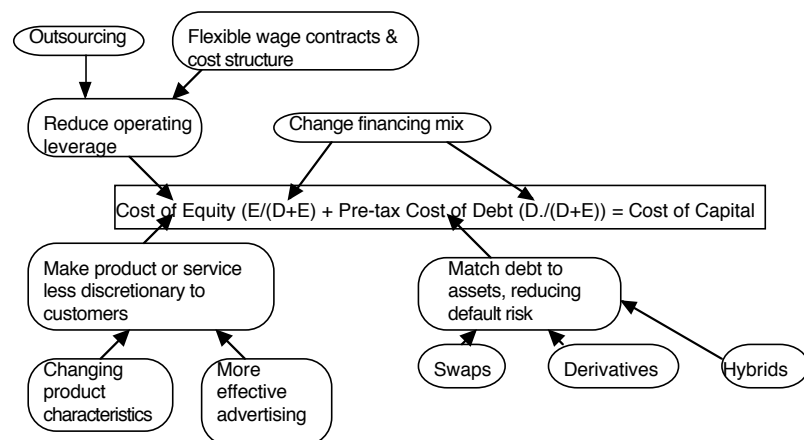 Outsourcing
Flexible wage contracts &
cost structure
Reduce operating
leverage
Change financing mix
Cost of Equity (E/(D+E) + Pre-tax Cost of Debt (D./(D+E)) = Cost of Capital
Make product or service
less discretionary to
customers
Match debt to
assets, reducing
default risk
Changing
product
characteristics
More
effective
advertising
Swaps
Derivatives
Hybrids